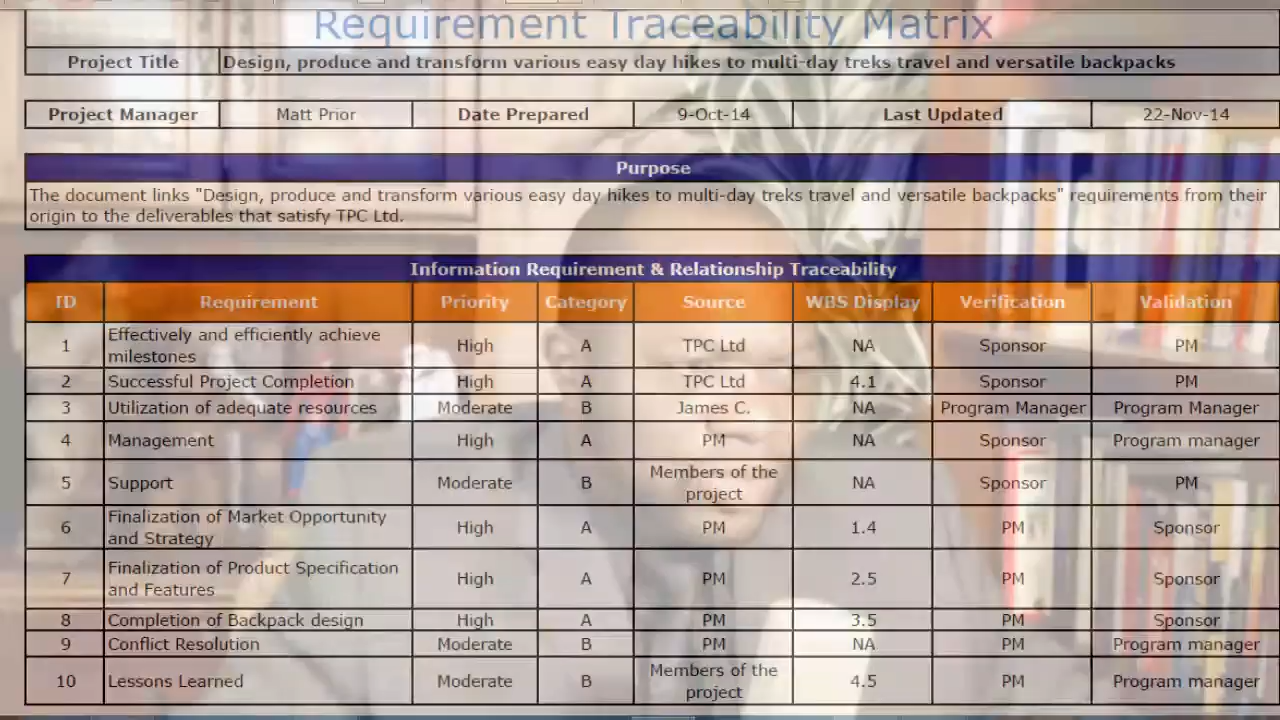 Requirement Traceability Matrix
Project Title Design, produce and transform various easy day hikes to multi-day treks travel and versatile backpacks
Project Manager Matt Prior Date Prepared 9-Oct-14 Last Updated 22-Nov-14
Purpose
The document links "Design, produce and transform various easy day hikes to multi-day treks travel and versatile backpacks" requirements from their
origin to the deliverables that satisfy TPC Ltd.
Information Requirement & Relationship Traceability
ID Requirement Priority Category Source WBS Display Verification Validation
1 Effectively and efficiently achieve milestones High A TPC Ltd NA Sponsor PM
2 Successful Project Completion High A TPC Ltd 4.1 Sponsor PM
3 Utilization of adequate resources Moderate B James C. NA Program Manager Program Manager
4 Management High A PM NA Sponsor Program manager
5 Support Moderate B Members of the project NA Sponsor PM
6 Finalization of Market Opportunity and Strategy High A PM 1.4 PM Sponsor
7 Finalization of Product Specification and Features High A PM 2.5 PM Sponsor
8 Completion of Backpack design High A PM 3.5 PM Sponsor
9 Conflict Resolution Moderate B PM NA PM Program manager
10 Lessons Learned Moderate B Members of the project 4.5 PM Program manager